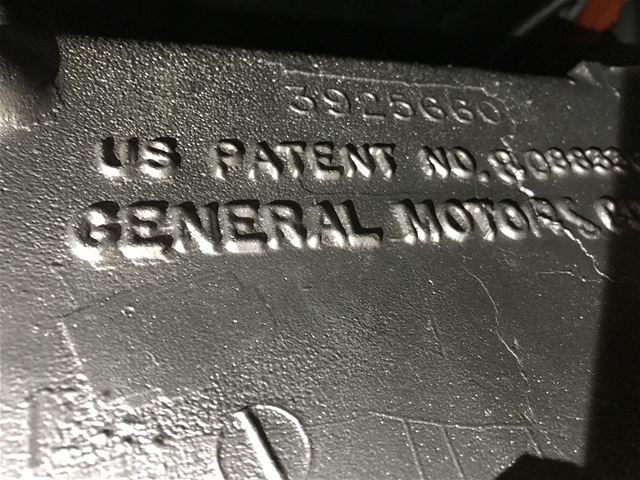 3925660
US PATENT NO.
GENERAL MOTORS